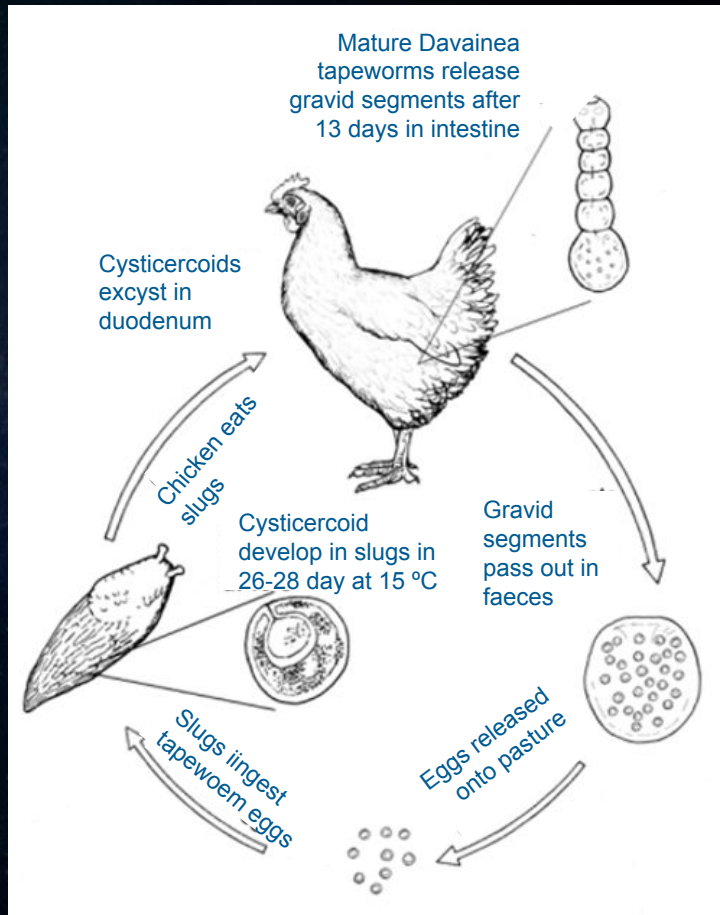 Mature Davainea
tapeworms release
gravid segments after
13 days in intestine
Cysticercoids
excyst in
duodenum
Chicken eats
slugs
Cysticercoid
develop in slugs in
26-28 day at 15 ºC
Gravid
segments
pass out in
faeces
Eggs released
onto pasture
Slugs iingest
tapewoem eggs